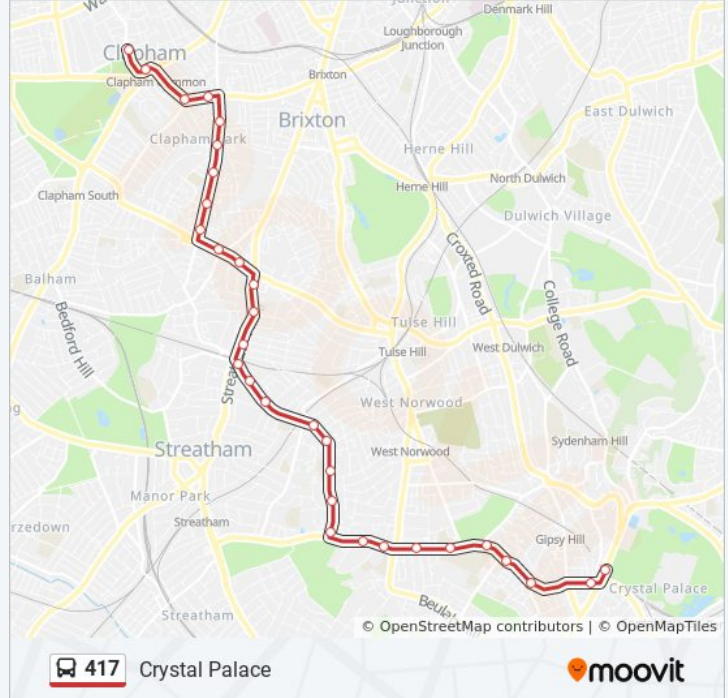 Denmark Hill
Loughborough
Junction
Clapham
Clapham Common
Brixton
Brixton
East Dulwich
Clapham Park
Herne Hill
North Dulwich
Herne Hill
Clapham South
Dulwich Village
Croxted Road
Balham
College Road
Bedford Hill
Tulse Hill
Tulse Hill
West Dulwich
West Norwood
Sydenham Hill
Streatham
West Norwood
Manor Park
Streatham
rzedown
Gipsy Hill
Crystal Palace
Streatham
© OpenStreetMap contributors | © OpenMapTiles
417 Crystal Palace
moovit